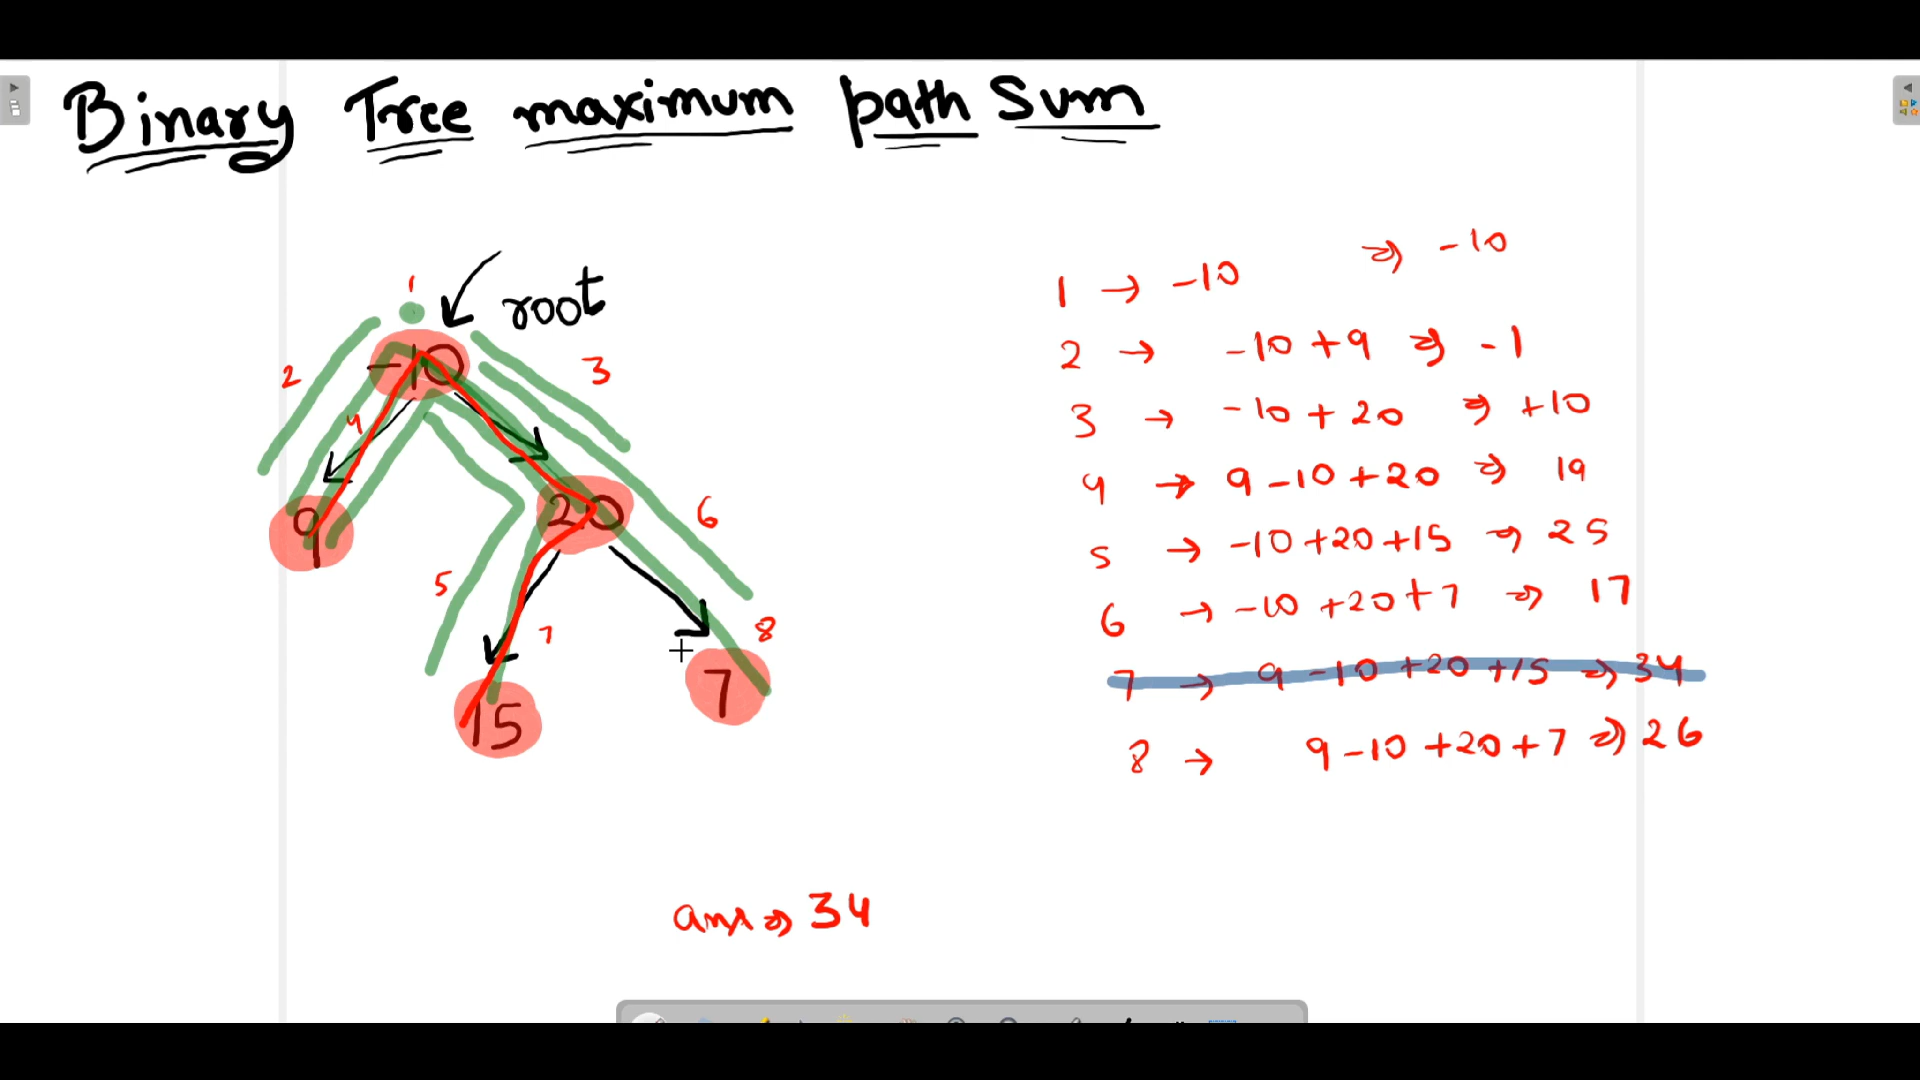 Binary Tree maximum path Sum
1
root
-10
2
3
4
9
20
6
5
7
8
15
7
1 → -10 ⇒ -10
2 → -10 + 9 ⇒ -1
3 → -10 + 20 ⇒ +10
4 → 9 - 10 + 20 ⇒ 19
5 → -10 + 20 + 15 ⇒ 25
6 → -10 + 20 + 7 ⇒ 17
7 → 9 - 10 + 20 + 15 ⇒ 34
8 → 9 - 10 + 20 + 7 ⇒ 26
ans ⇒ 34